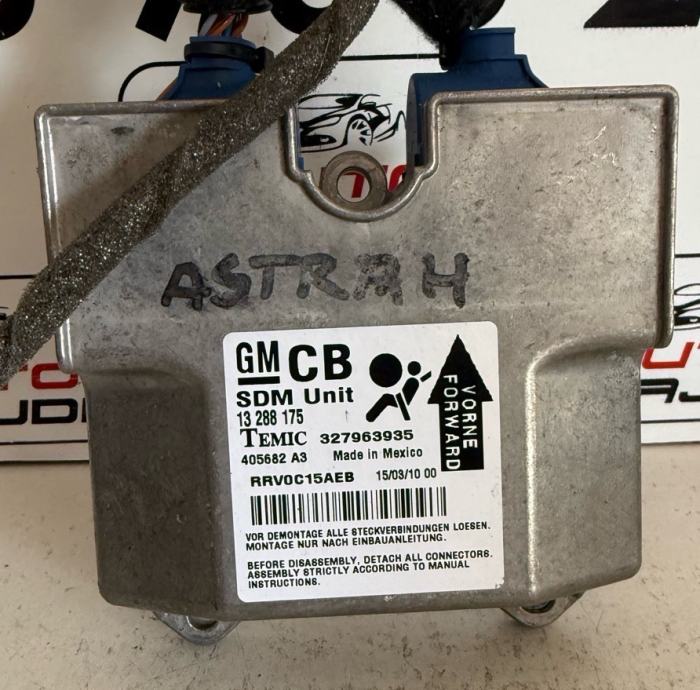 ASTRA H
GM CB
SDM Unit
13 288 175
TEMIC 327963935
405682 A3 Made in Mexico
RRV0C15AEB 15/03/10 00
VORNE
FORWARD
VOR DEMONTAGE ALLE STECKVERBINDUNGEN LOESEN.
MONTAGE NUR NACH EINBAUANLEITUNG.
BEFORE DISASSEMBLY, DETACH ALL CONNECTORS.
ASSEMBLY STRICTLY ACCORDING TO MANUAL
INSTRUCTIONS.